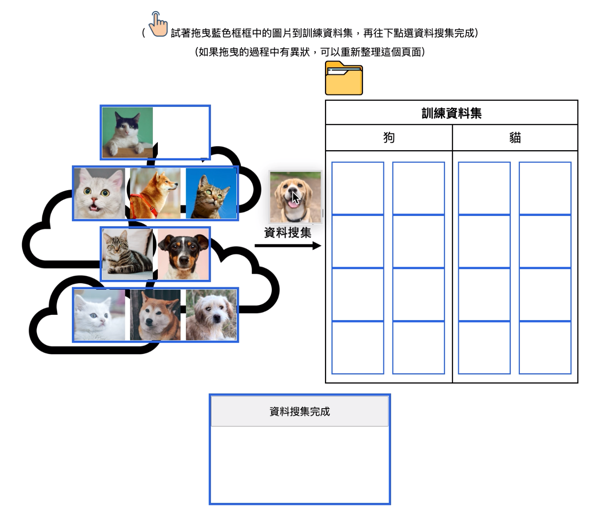 ( 試著拖曳藍色框框中的圖片到訓練資料集，再往下點選資料搜集完成)
(如果拖曳的過程中有異狀，可以重新整理這個頁面)
訓練資料集
狗 貓
資料搜集
資料搜集完成